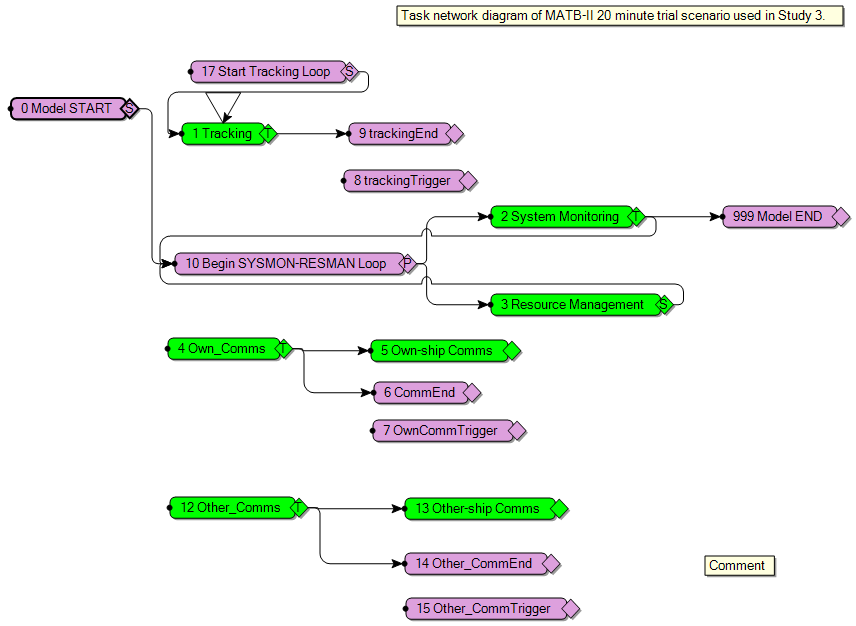 Task network diagram of MATB-II 20 minute trial scenario used in Study 3.
17 Start Tracking Loop S
0 Model START S
1 Tracking T
9 trackingEnd
8 trackingTrigger
2 System Monitoring T
999 Model END
10 Begin SYSMON-RESMAN Loop P
3 Resource Management S
4 Own_Comms T
5 Own-ship Comms
6 CommEnd
7 OwnCommTrigger
12 Other_Comms T
13 Other-ship Comms
14 Other_CommEnd
Comment
15 Other_CommTrigger